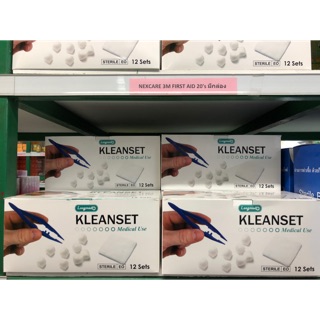 STERILE EO 12 Sets
STERILE EO 12 Sets
NEXCARE 3M FIRST AID 20's มีกล่อง
Longmed
KLEANSET
Medical Use
STERILE EO 12 Sets
Longmed
KLEANSET
Medical Use
STERILE EO 12 Sets
Longmed
KLEANSET
Medical Use
STERILE EO 12 Sets
Longmed
KLEANSET
Medical Use
STERILE EO 12 Sets